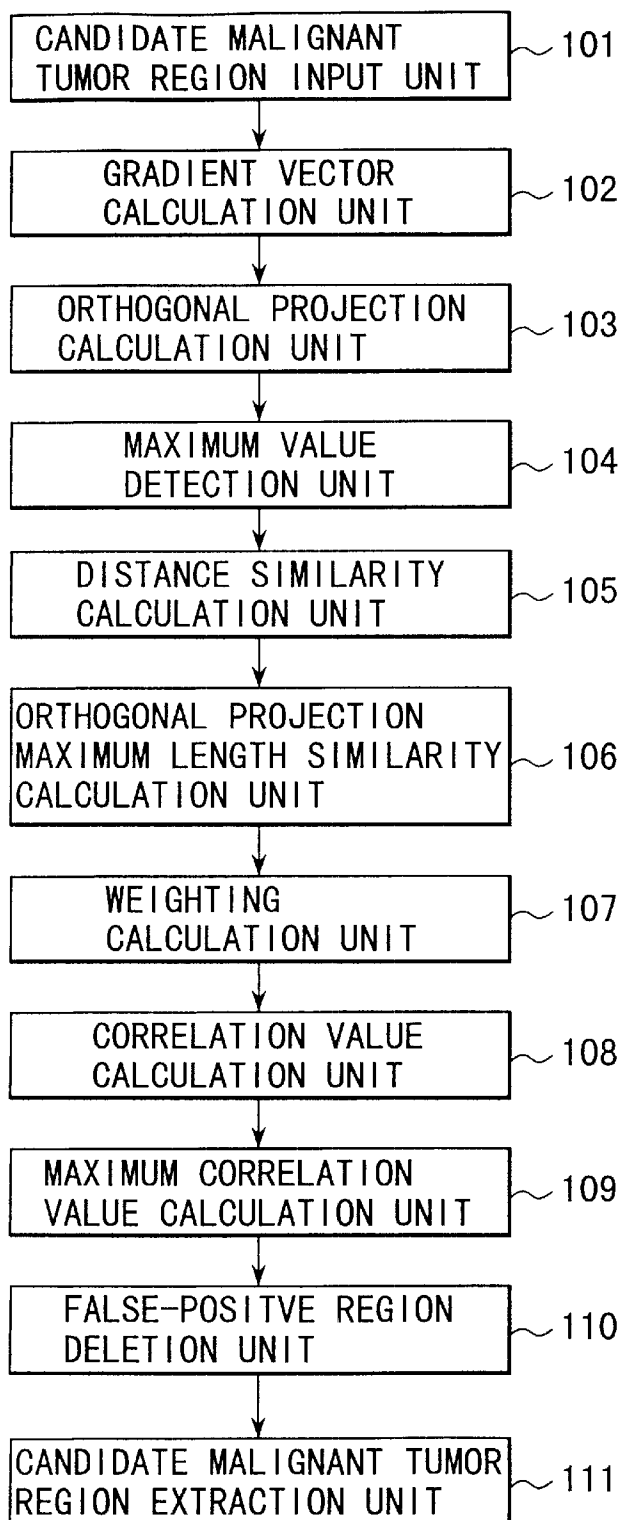 CANDIDATE MALIGNANT
TUMOR REGION INPUT UNIT
101
GRADIENT VECTOR
CALCULATION UNIT
102
ORTHOGONAL PROJECTION
CALCULATION UNIT
103
MAXIMUM VALUE
DETECTION UNIT
104
DISTANCE SIMILARITY
CALCULATION UNIT
105
ORTHOGONAL PROJECTION
MAXIMUM LENGTH SIMILARITY
CALCULATION UNIT
106
WEIGHTING
CALCULATION UNIT
107
CORRELATION VALUE
CALCULATION UNIT
108
MAXIMUM CORRELATION
VALUE CALCULATION UNIT
109
FALSE-POSITVE REGION
DELETION UNIT
110
CANDIDATE MALIGNANT TUMOR
REGION EXTRACTION UNIT
111